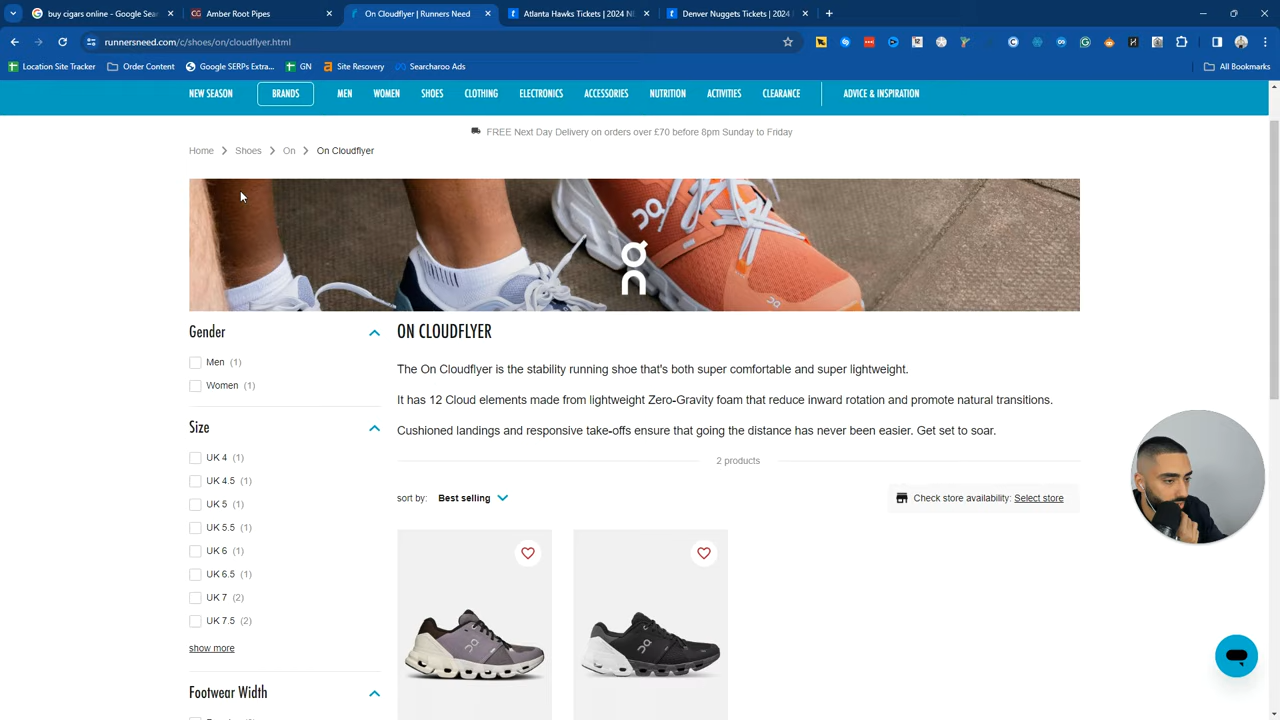 buy cigars online - Google Sea
Amber Root Pipes
On Cloudflyer | Runners Need
Atlanta Hawks Tickets | 2024 N
Denver Nuggets Tickets | 2024
runnersneed.com/c/shoes/on/cloudflyer.html
Location Site Tracker
Order Content
Google SERPs Extra...
GN
Site Recovery
Searcharoo Ads
All Bookmarks
NEW SEASON
BRANDS
MEN
WOMEN
SHOES
CLOTHING
ELECTRONICS
ACCESSORIES
NUTRITION
ACTIVITIES
CLEARANCE
ADVICE & INSPIRATION
FREE Next Day Delivery on orders over £70 before 8pm Sunday to Friday
Home > Shoes > On > On Cloudflyer
Gender
Men (1)
Women (1)
Size
UK 4 (1)
UK 4.5 (1)
UK 5 (1)
UK 5.5 (1)
UK 6 (1)
UK 6.5 (1)
UK 7 (2)
UK 7.5 (2)
show more
Footwear Width
ON CLOUDFLYER
The On Cloudflyer is the stability running shoe that's both super comfortable and super lightweight.
It has 12 Cloud elements made from lightweight Zero-Gravity foam that reduce inward rotation and promote natural transitions.
Cushioned landings and responsive take-offs ensure that going the distance has never been easier. Get set to soar.
2 products
sort by: Best selling
Check store availability: Select store